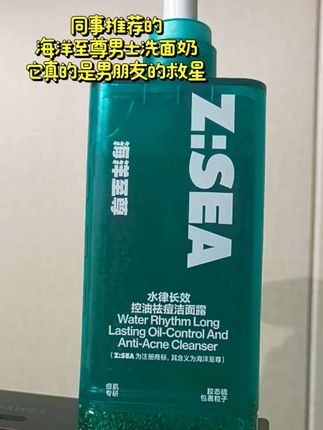 同事推荐的
海洋至尊男士洗面奶
它真的是男朋友的救星
Z:SEA
海洋至尊
水律长效
控油祛痘洁面露
Water Rhythm Long
Lasting Oil-Control And
Anti-Acne Cleanser
(Z:SEA为注册商标，其含义为海洋至尊)
痘肌
专研
胶态硫
包裹粒子